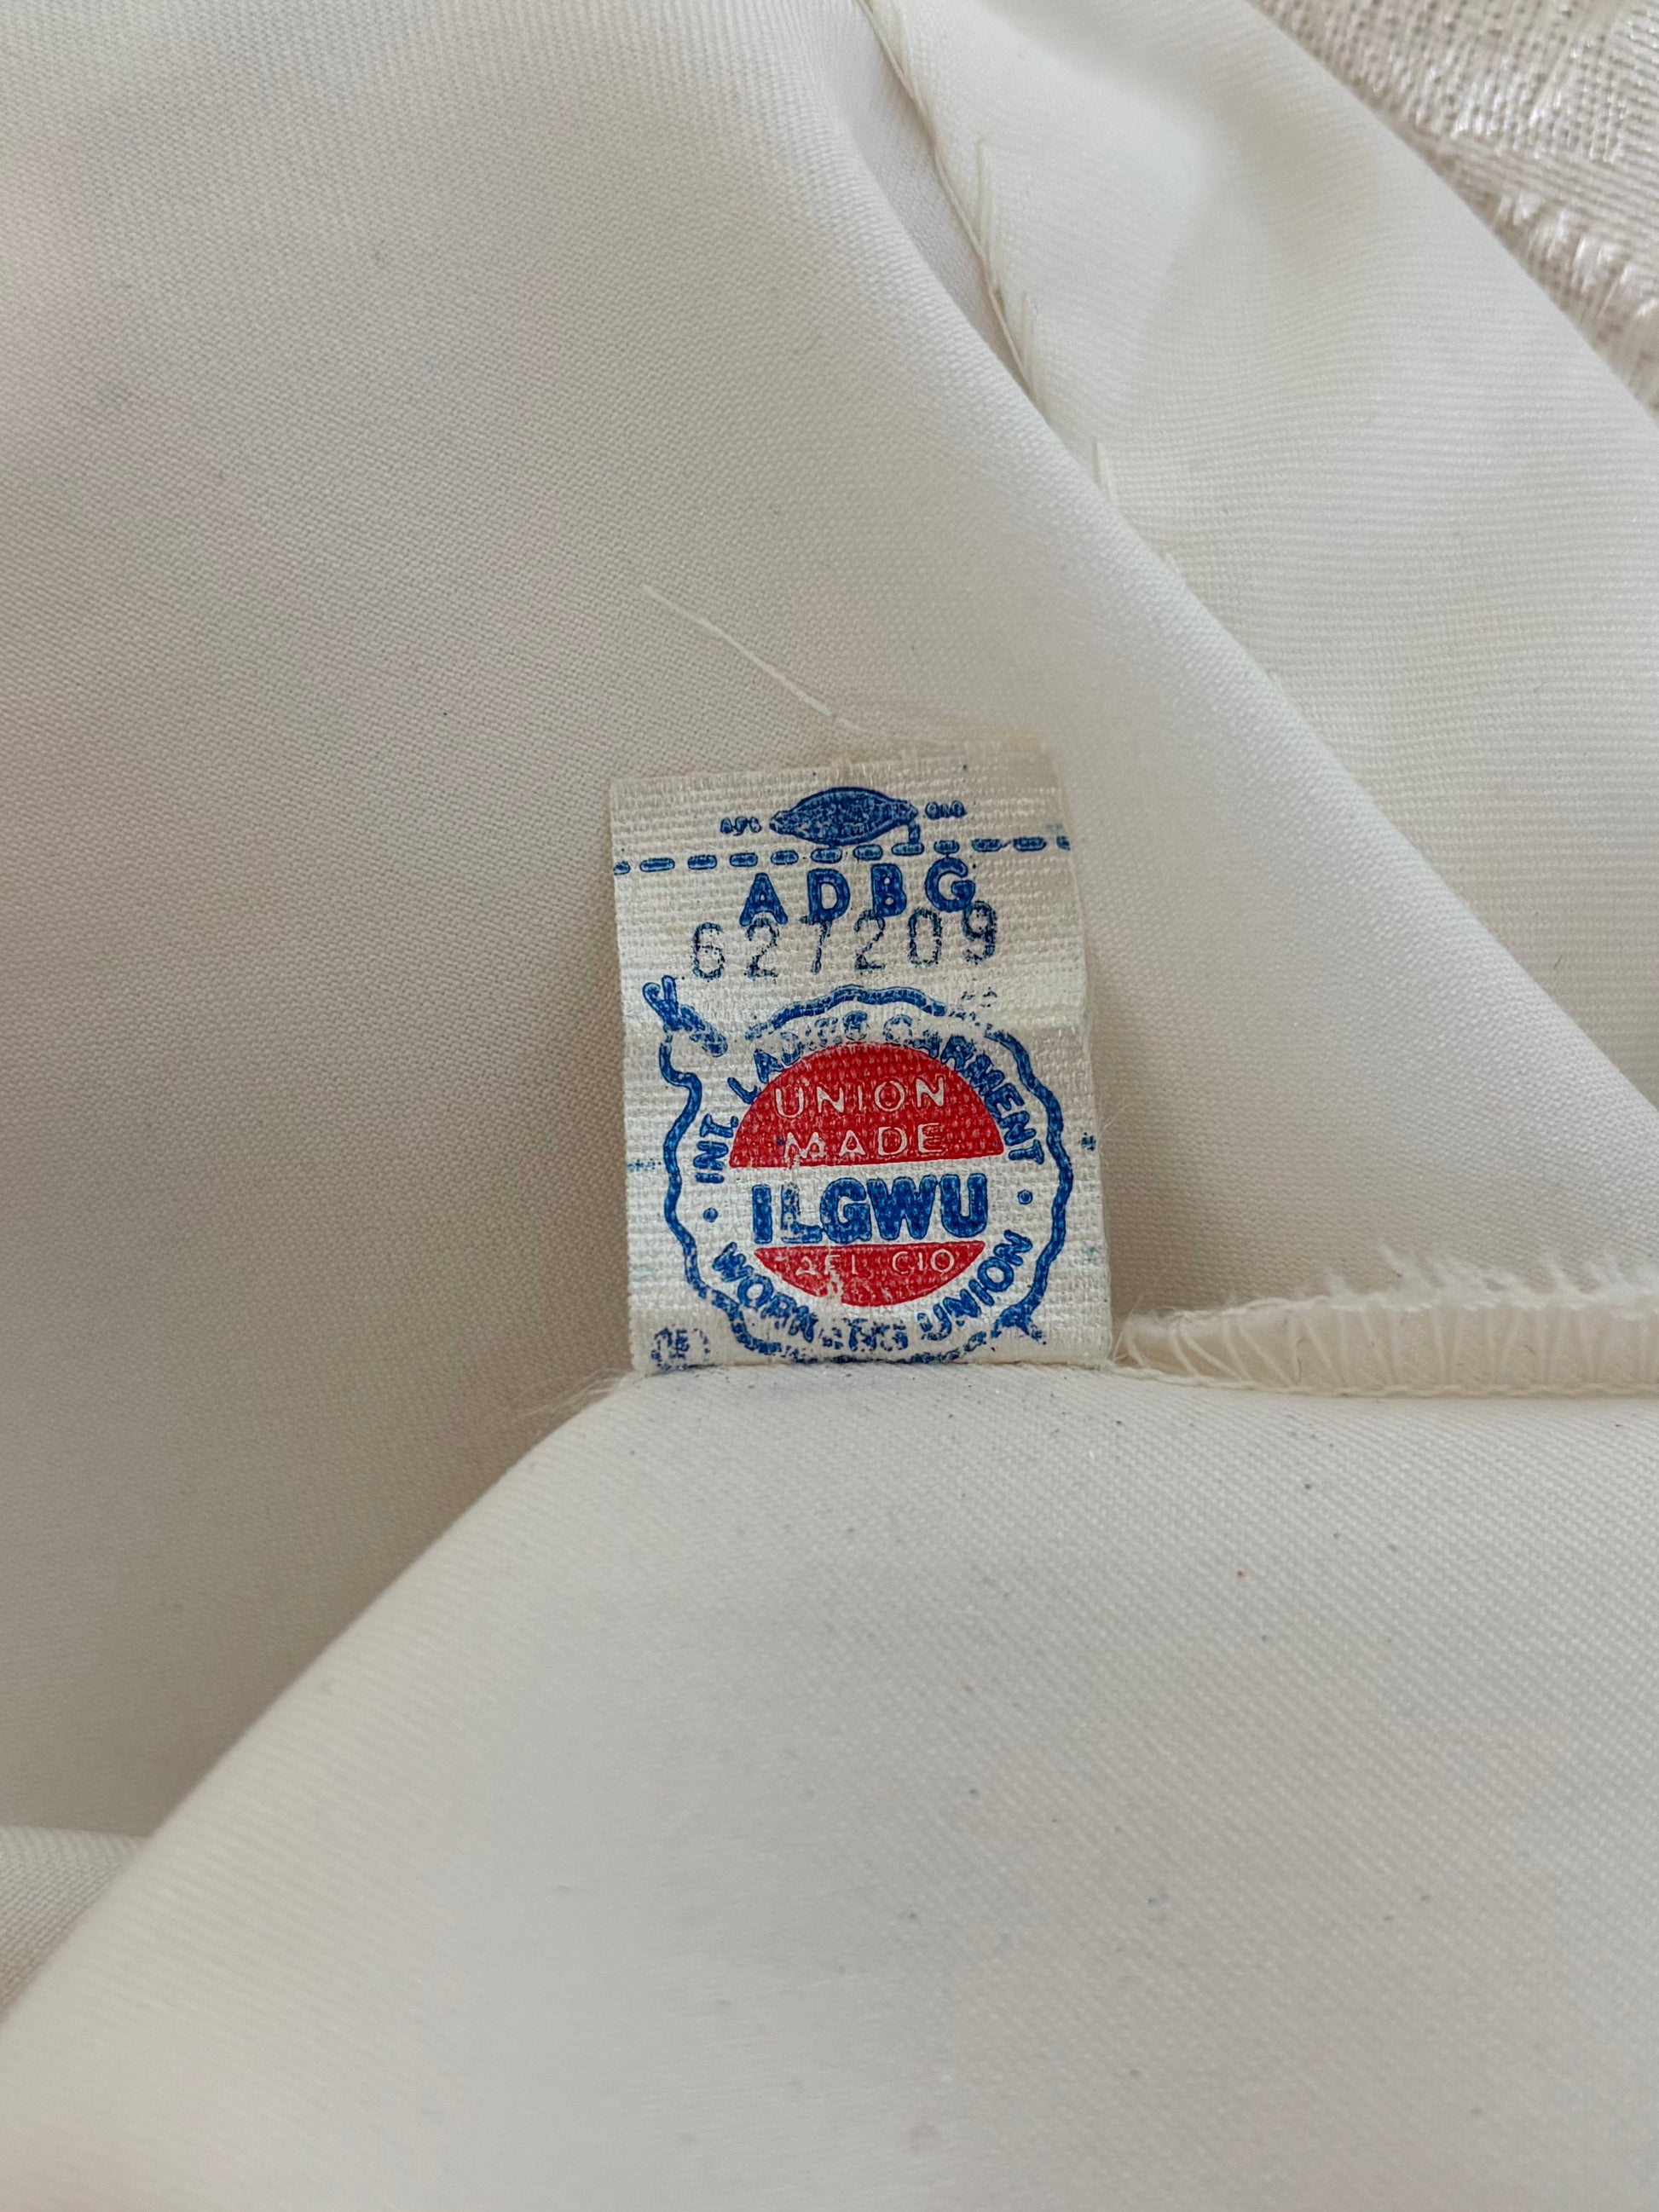 ADBG
627209
INT. LADIES GARMENT
UNION
MADE
ILGWU
AFL CIO
WORKERS UNION